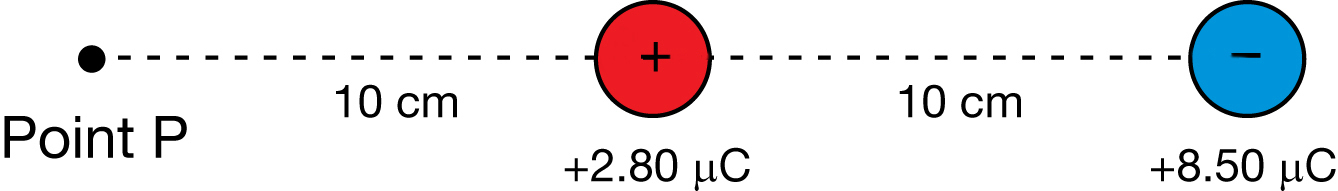 +
−
10 cm
10 cm
Point P
+2.80 μC
+8.50 μC